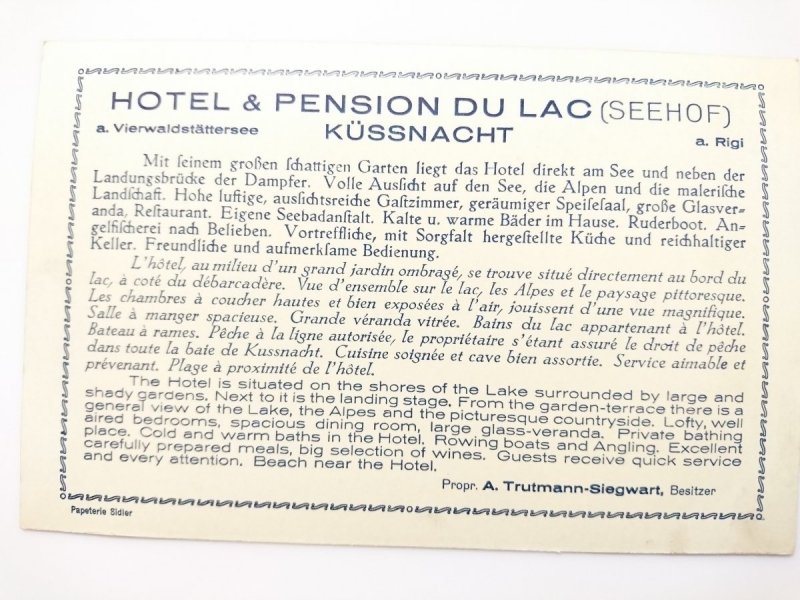 HOTEL & PENSION DU LAC (SEEHOF)
a. Vierwaldstättersee KÜSSNACHT a. Rigi
Mit seinem großen schattigen Garten liegt das Hotel direkt am See und neben der
Landungsbrücke der Dampfer. Volle Aussicht auf den See, die Alpen und die malerische
Landschaft. Hohe luftige, aussichtsreiche Gastzimmer, geräumiger Speisesaal, große Glasver-
anda, Restaurant. Eigene Seebadanstalt. Kalte u. warme Bäder im Hause. Ruderboot. An-
gelfischerei nach Belieben. Vortreffliche, mit Sorgfalt hergestellte Küche und reichhaltiger
Keller. Freundliche und aufmerksame Bedienung.
L'hôtel, au milieu d'un grand jardin ombragé, se trouve situé directement au bord du
lac, à coté du débarcadère. Vue d'ensemble sur le lac, les Alpes et le paysage pittoresque.
Les chambres à coucher hautes et bien exposées à l'air, jouissent d'une vue magnifique.
Salle à manger spacieuse. Grande véranda vitrée. Bains du lac appartenant à l'hôtel.
Bateau à rames. Pêche à la ligne autorisée, le propriétaire s'étant assuré le droit de pêche
dans toute la baie de Kussnacht. Cuisine soignée et cave bien assortie. Service aimable et
prévenant. Plage à proximité de l'hôtel.
The Hotel is situated on the shores of the Lake surrounded by large and
shady gardens. Next to it is the landing stage. From the garden-terrace there is a
general view of the Lake, the Alpes and the picturesque countryside. Lofty, well
aired bedrooms, spacious dining room, large glass-veranda. Private bathing
place. Cold and warm baths in the Hotel. Rowing boats and Angling. Excellent
carefully prepared meals, big selection of wines. Guests receive quick service
and every attention. Beach near the Hotel.
Propr. A. Trutmann-Siegwart, Besitzer
Papeterie Sidler